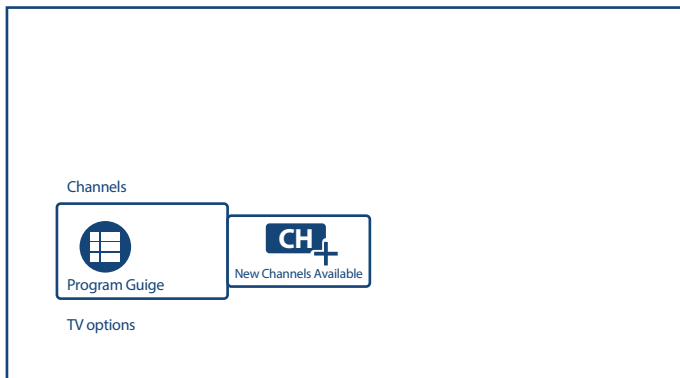 Channels
CH
Program Guige
New Channels Available
TV options